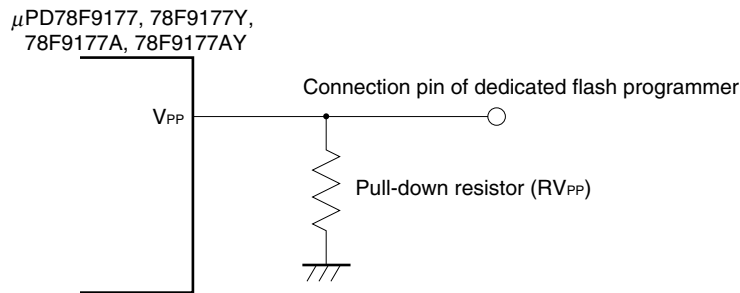 μPD78F9177, 78F9177Y,
78F9177A, 78F9177AY
Connection pin of dedicated flash programmer
VPP
Pull-down resistor (RVPP)